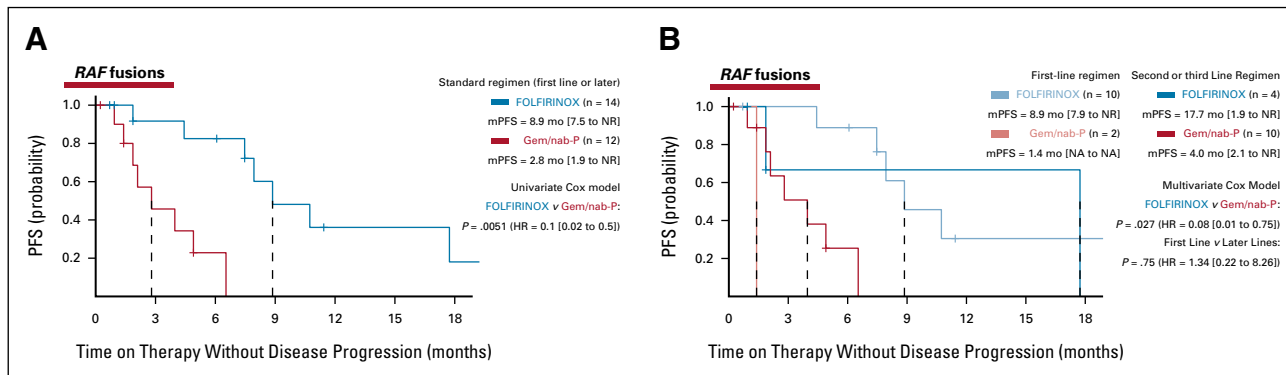 A
RAF fusions
Standard regimen (first line or later)
FOLFIRINOX (n = 14)
mPFS = 8.9 mo [7.5 to NR]
Gem/nab-P (n = 12)
mPFS = 2.8 mo [1.9 to NR]
Univariate Cox model
FOLFIRINOX v Gem/nab-P:
P = .0051 (HR = 0.1 [0.02 to 0.5])
PFS (probability)
1.0
0.8
0.6
0.4
0.2
0 3 6 9 12 15 18
Time on Therapy Without Disease Progression (months)
B
RAF fusions
First-line regimen
FOLFIRINOX (n = 10)
mPFS = 8.9 mo [7.9 to NR]
Gem/nab-P (n = 2)
mPFS = 1.4 mo [NA to NA]
Second or third Line Regimen
FOLFIRINOX (n = 4)
mPFS = 17.7 mo [1.9 to NR]
Gem/nab-P (n = 10)
mPFS = 4.0 mo [2.1 to NR]
Multivariate Cox Model
FOLFIRINOX v Gem/nab-P:
P = .027 (HR = 0.08 [0.01 to 0.75])
First Line v Later Lines:
P = .75 (HR = 1.34 [0.22 to 8.26])
PFS (probability)
1.0
0.8
0.6
0.4
0.2
0 3 6 9 12 15 18
Time on Therapy Without Disease Progression (months)